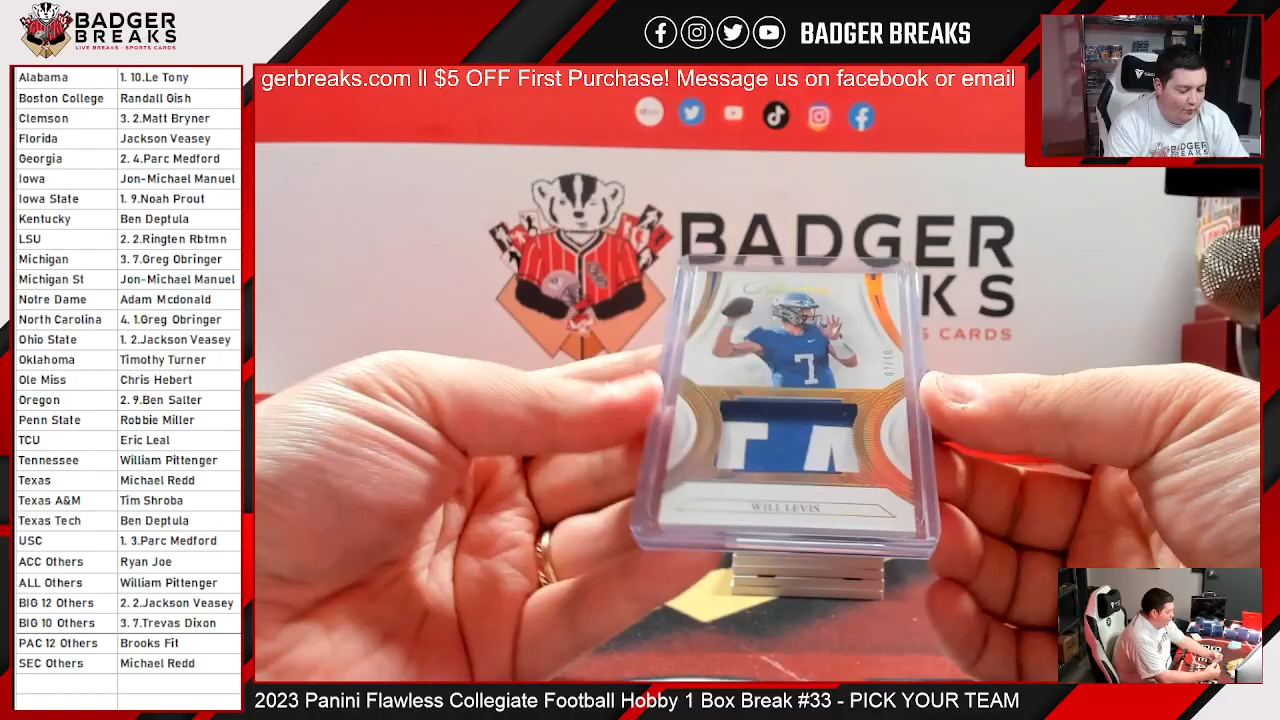 BADGER
BREAKS
LIVE BREAKS - SPORTS CARDS
BADGER BREAKS
gerbreaks.com ll $5 OFF First Purchase! Message us on facebook or email
Alabama 1. 10.Le Tony
Boston College Randall Gish
Clemson 3. 2.Matt Bryner
Florida Jackson Veasey
Georgia 2. 4.Parc Medford
Iowa Jon-Michael Manuel
Iowa State 1. 9.Noah Prout
Kentucky Ben Deptula
LSU 2. 2.Ringten Rbtmn
Michigan 3. 7.Greg Obringer
Michigan St Jon-Michael Manuel
Notre Dame Adam Mcdonald
North Carolina 4. 1.Greg Obringer
Ohio State 1. 2.Jackson Veasey
Oklahoma Timothy Turner
Ole Miss Chris Hebert
Oregon 2. 9.Ben Salter
Penn State Robbie Miller
TCU Eric Leal
Tennessee William Pittenger
Texas Michael Redd
Texas A&M Tim Shroba
Texas Tech Ben Deptula
USC 1. 3.Parc Medford
ACC Others Ryan Joe
ALL Others William Pittenger
BIG 12 Others 2. 2.Jackson Veasey
BIG 10 Others 3. 7.Trevas Dixon
PAC 12 Others Brooks Fit
SEC Others Michael Redd
BADGER
KS
S CARDS
7
WILL LEVIS
BADGER
BREAKS
2023 Panini Flawless Collegiate Football Hobby 1 Box Break #33 - PICK YOUR TEAM